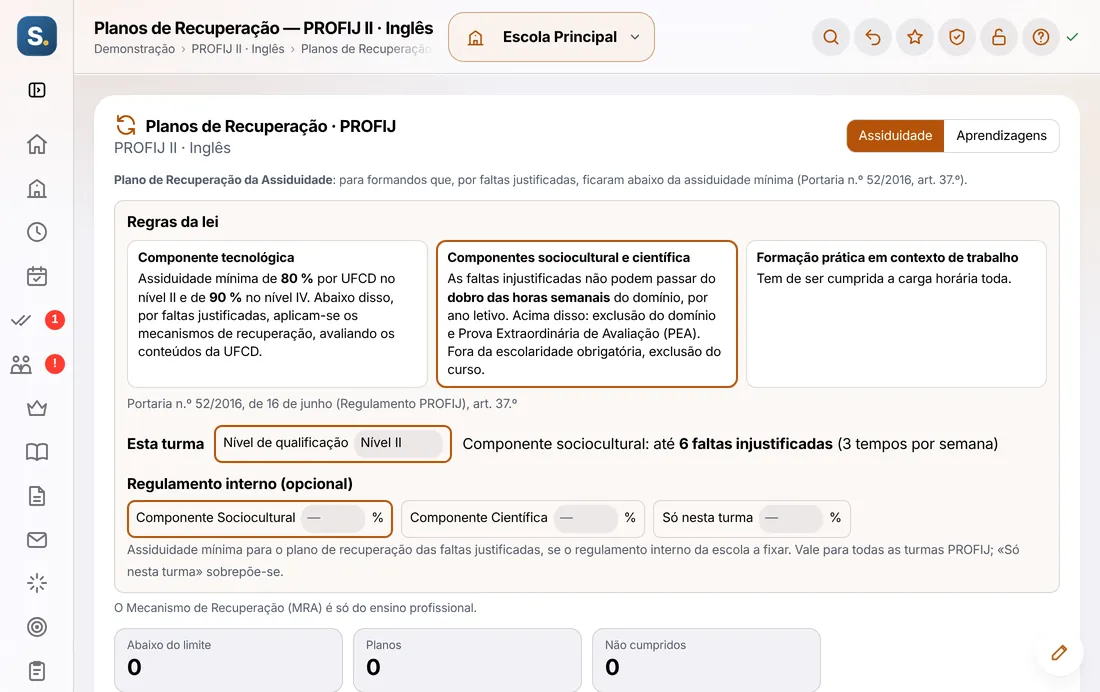 S.
Planos de Recuperação — PROFIJ II · Inglês
Demonstração › PROFIJ II · Inglês › Planos de Recuperação
Escola Principal
1
!
Planos de Recuperação · PROFIJ
PROFIJ II · Inglês
Assiduidade
Aprendizagens
Plano de Recuperação da Assiduidade: para formandos que, por faltas justificadas, ficaram abaixo da assiduidade mínima (Portaria n.º 52/2016, art. 37.º).
Regras da lei
Componente tecnológica
Assiduidade mínima de 80 % por UFCD no
nível II e de 90 % no nível IV. Abaixo disso,
por faltas justificadas, aplicam-se os
mecanismos de recuperação, avaliando os
conteúdos da UFCD.
Componentes sociocultural e científica
As faltas injustificadas não podem passar do
dobro das horas semanais do domínio, por
ano letivo. Acima disso: exclusão do domínio
e Prova Extraordinária de Avaliação (PEA).
Fora da escolaridade obrigatória, exclusão do
curso.
Formação prática em contexto de trabalho
Tem de ser cumprida a carga horária toda.
Portaria n.º 52/2016, de 16 de junho (Regulamento PROFIJ), art. 37.º
Esta turma Nível de qualificação Nível II Componente sociocultural: até 6 faltas injustificadas (3 tempos por semana)
Regulamento interno (opcional)
Componente Sociocultural — % Componente Científica — % Só nesta turma — %
Assiduidade mínima para o plano de recuperação das faltas justificadas, se o regulamento interno da escola a fixar. Vale para todas as turmas PROFIJ; «Só
nesta turma» sobrepõe-se.
O Mecanismo de Recuperação (MRA) é só do ensino profissional.
Abaixo do limite
0
Planos
0
Não cumpridos
0